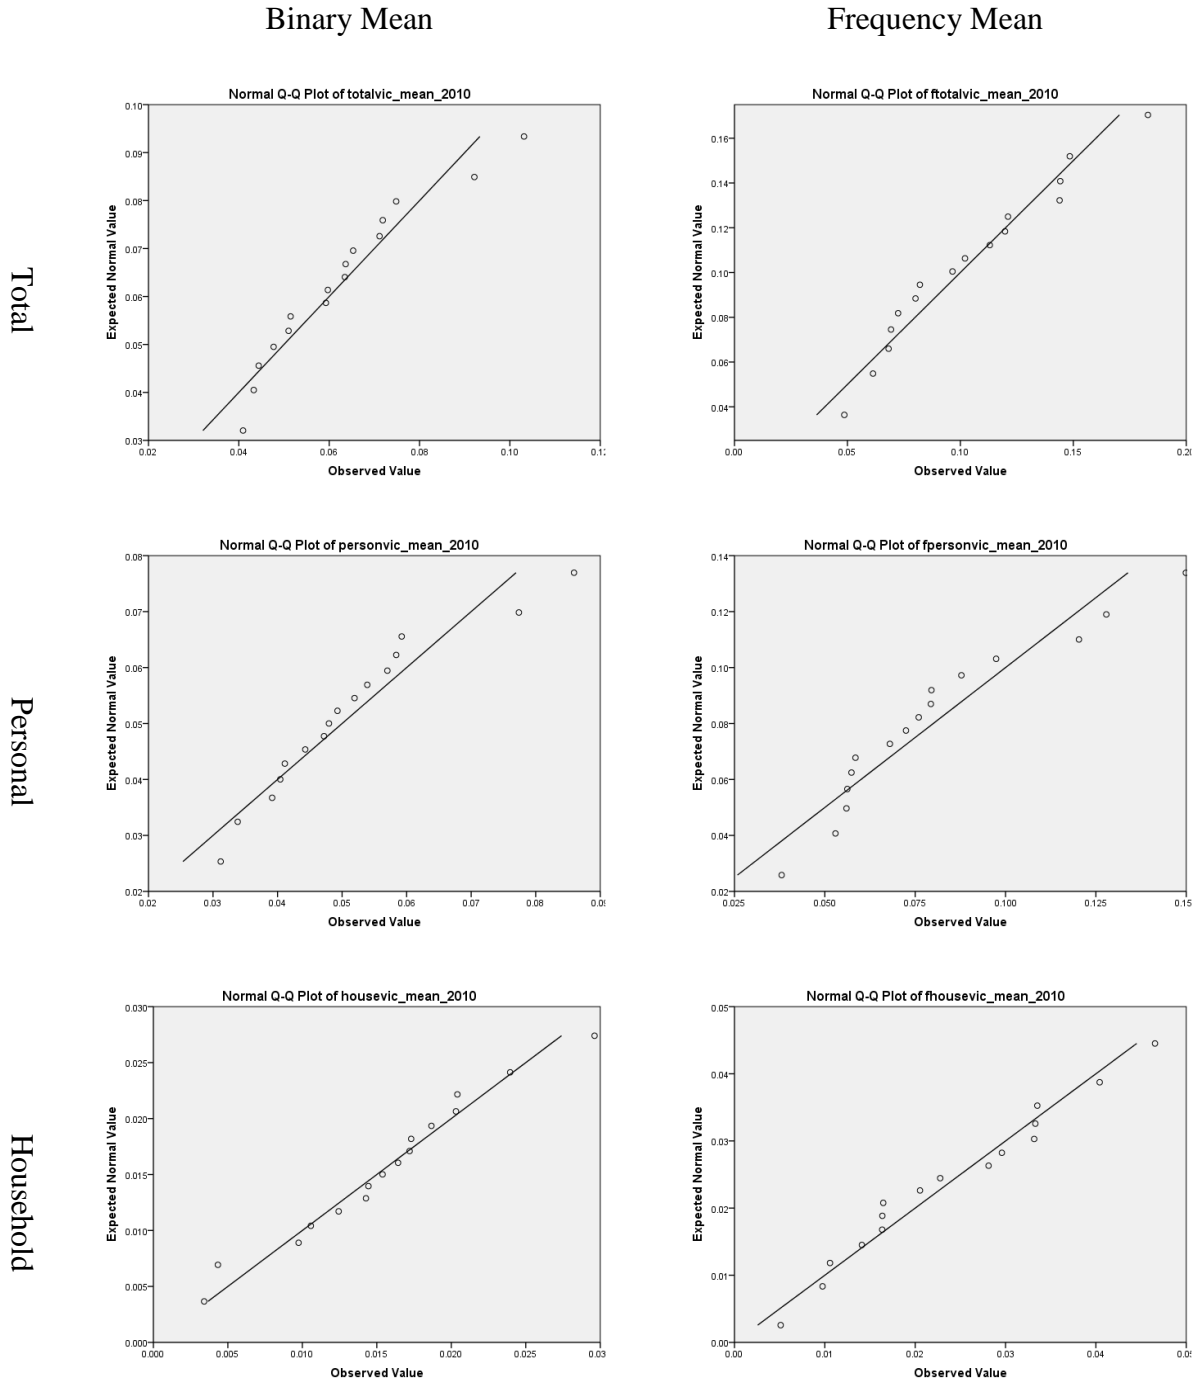 Binary Mean
Frequency Mean
Total
Normal Q-Q Plot of totalvic_mean_2010
Expected Normal Value
0.10
0.09
0.08
0.07
0.06
0.05
0.04
0.03
0.02 0.04 0.06 0.08 0.10
Observed Value
Normal Q-Q Plot of ftotalvic_mean_2010
Expected Normal Value
0.16
0.14
0.12
0.10
0.08
0.06
0.04
0.00 0.05 0.10 0.15 0.20
Observed Value
Personal
Normal Q-Q Plot of personvic_mean_2010
Expected Normal Value
0.08
0.07
0.06
0.05
0.04
0.03
0.02
0.02 0.03 0.04 0.05 0.06 0.07 0.08
Observed Value
Normal Q-Q Plot of fpersonvic_mean_2010
Expected Normal Value
0.14
0.12
0.10
0.08
0.06
0.04
0.02
0.025 0.050 0.075 0.100 0.125 0.15
Observed Value
Household
Normal Q-Q Plot of housevic_mean_2010
Expected Normal Value
0.030
0.025
0.020
0.015
0.010
0.005
0.000
0.000 0.005 0.010 0.015 0.020 0.025 0.03
Observed Value
Normal Q-Q Plot of fhousevic_mean_2010
Expected Normal Value
0.05
0.04
0.03
0.02
0.01
0.00
0.00 0.01 0.02 0.03 0.04
Observed Value